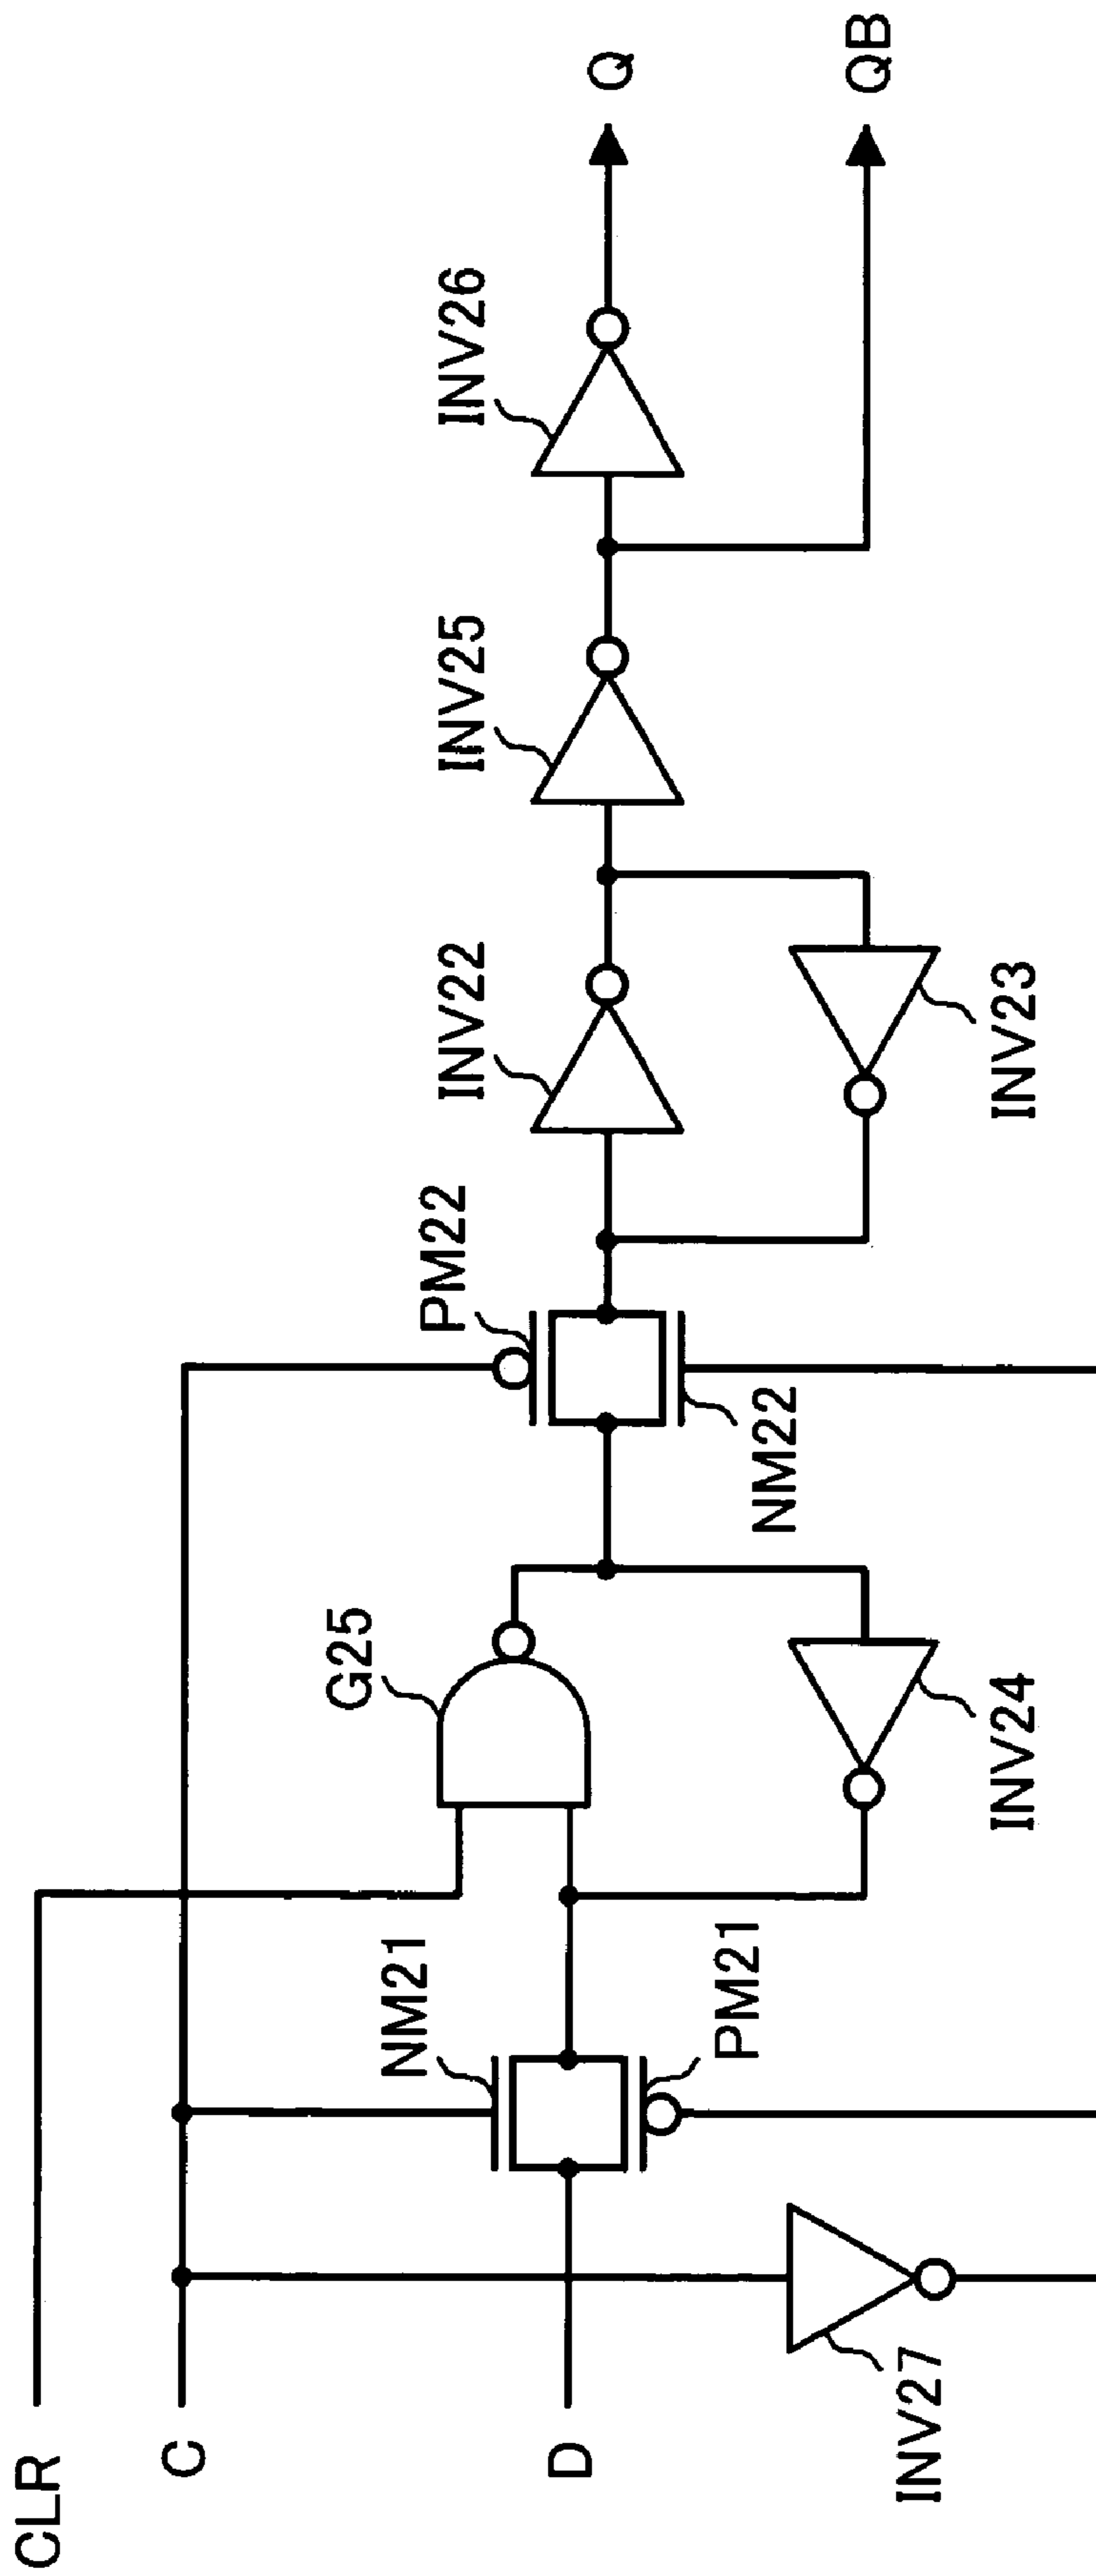 CLR
C
D
INV27
NM21
PM21
G25
INV24
PM22
NM22
INV22
INV23
INV25
INV26
Q
QB